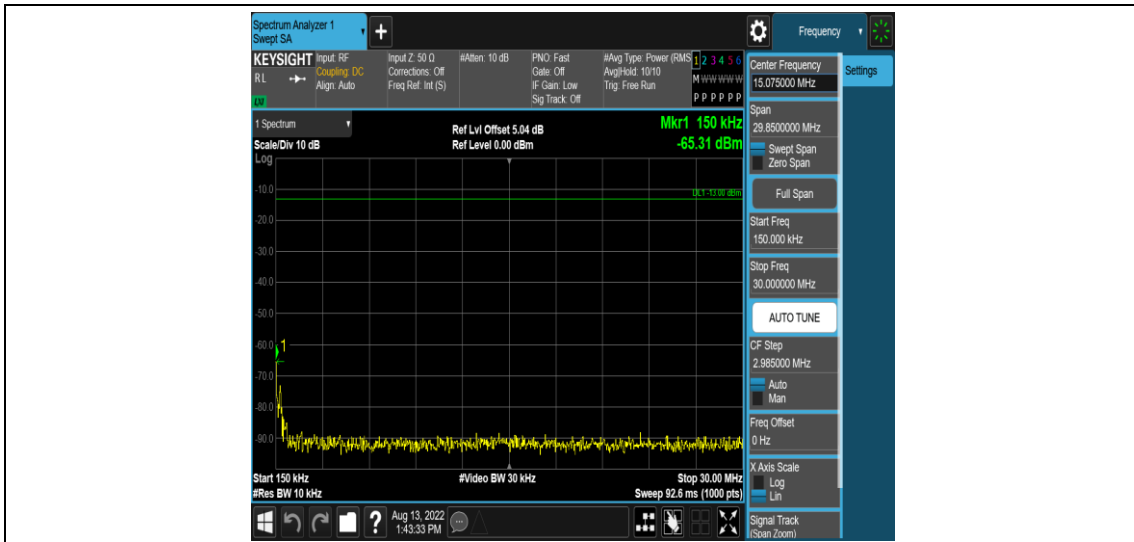 Spectrum Analyzer 1
Swept SA
+
Frequency
KEYSIGHT
RL
LM
Input: RF
Coupling: DC
Align: Auto
Input Z: 50 Ω
Corrections: Off
Freq Ref: Int (S)
#Atten: 10 dB
PNO: Fast
Gate: Off
IF Gain: Low
Sig Track: Off
#Avg Type: Power (RMS
Avg|Hold: 10/10
Trig: Free Run
1 2 3 4 5 6
M W W W W W
P P P P P P
Settings
1 Spectrum
Scale/Div 10 dB
Log
Ref Lvl Offset 5.04 dB
Ref Level 0.00 dBm
Mkr1 150 kHz
-65.31 dBm
DL1 -13.00 dBm
-10.0
-20.0
-30.0
-40.0
-50.0
-60.0
1
-70.0
-80.0
-90.0
Start 150 kHz
#Res BW 10 kHz
#Video BW 30 kHz
Stop 30.00 MHz
Sweep 92.6 ms (1000 pts)
Center Frequency
15.075000 MHz
Span
29.8500000 MHz
Swept Span
Zero Span
Full Span
Start Freq
150.000 kHz
Stop Freq
30.000000 MHz
AUTO TUNE
CF Step
2.985000 MHz
Auto
Man
Freq Offset
0 Hz
X Axis Scale
Log
Lin
Signal Track
(Span Zoom)
?
Aug 13, 2022
1:43:33 PM